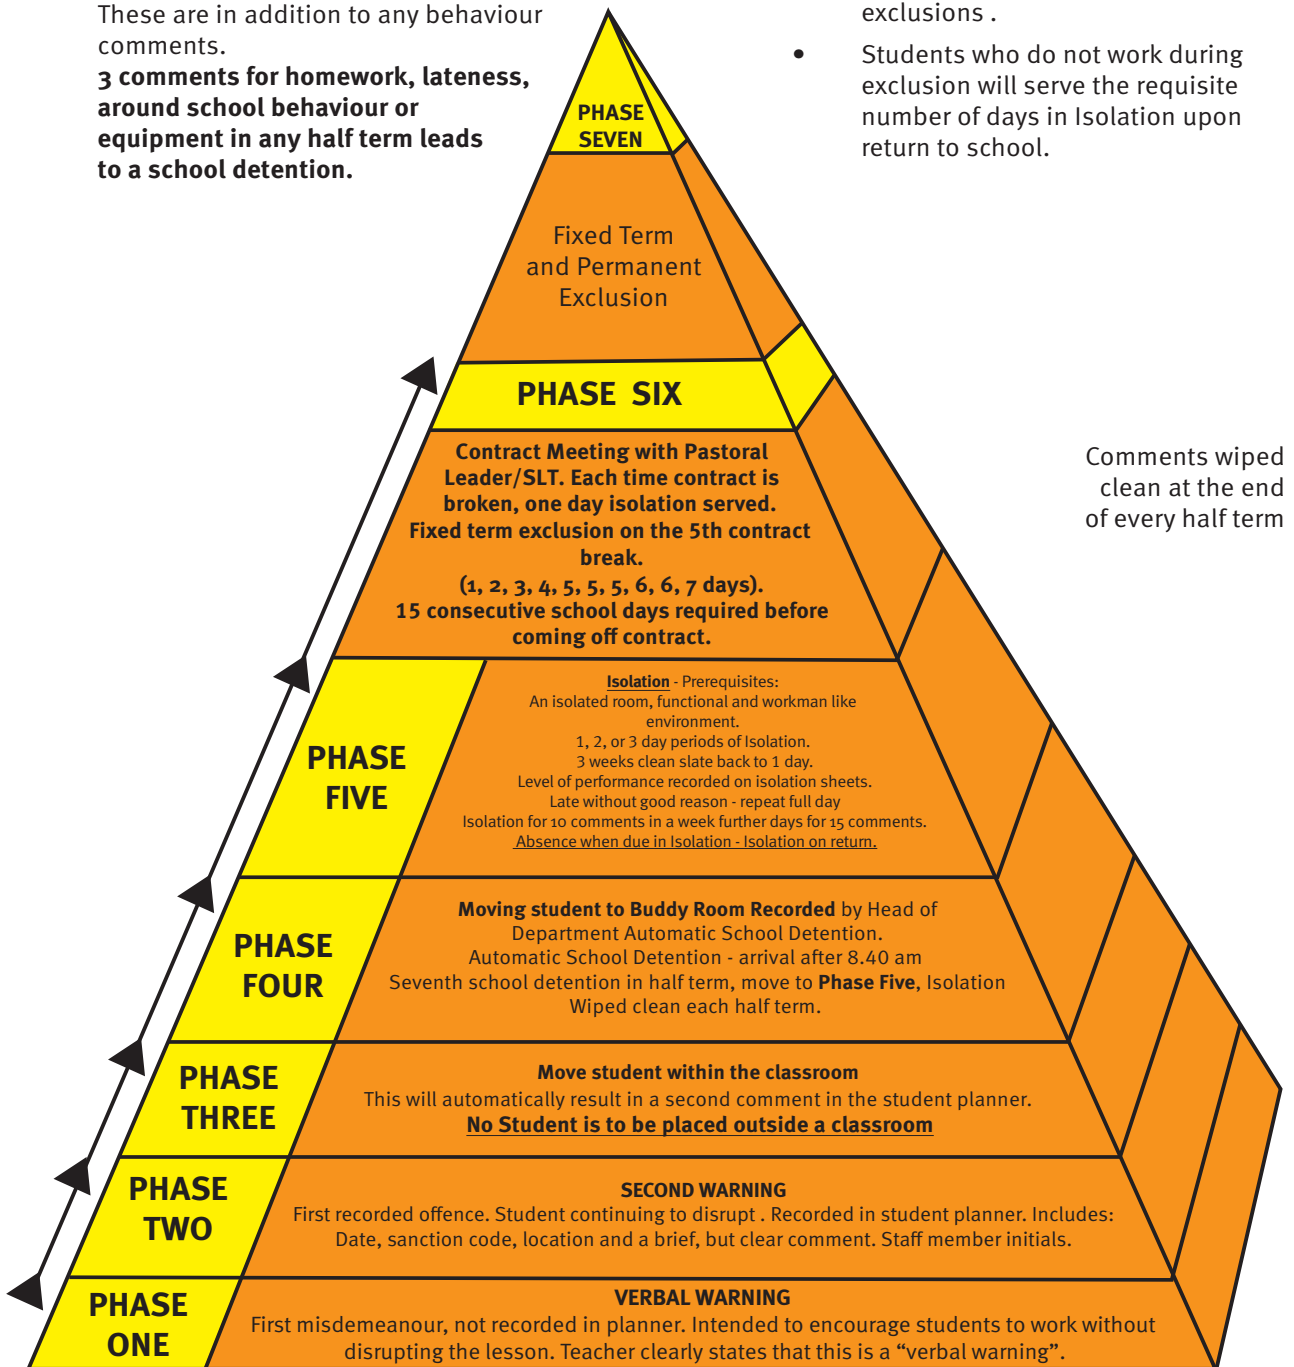 These are in addition to any behaviour
comments.
3 comments for homework, lateness,
around school behaviour or
equipment in any half term leads
to a school detention.
exclusions .
• Students who do not work during
exclusion will serve the requisite
number of days in Isolation upon
return to school.
PHASE
SEVEN
Fixed Term
and Permanent
Exclusion
PHASE SIX
Contract Meeting with Pastoral
Leader/SLT. Each time contract is
broken, one day isolation served.
Fixed term exclusion on the 5th contract
break.
(1, 2, 3, 4, 5, 5, 5, 6, 6, 7 days).
15 consecutive school days required before
coming off contract.
Comments wiped
clean at the end
of every half term
PHASE
FIVE
Isolation - Prerequisites:
An isolated room, functional and workman like
environment.
1, 2, or 3 day periods of Isolation.
3 weeks clean slate back to 1 day.
Level of performance recorded on isolation sheets.
Late without good reason - repeat full day
Isolation for 10 comments in a week further days for 15 comments.
Absence when due in Isolation - Isolation on return.
PHASE
FOUR
Moving student to Buddy Room Recorded by Head of
Department Automatic School Detention.
Automatic School Detention - arrival after 8.40 am
Seventh school detention in half term, move to Phase Five, Isolation
Wiped clean each half term.
PHASE
THREE
Move student within the classroom
This will automatically result in a second comment in the student planner.
No Student is to be placed outside a classroom
PHASE
TWO
SECOND WARNING
First recorded offence. Student continuing to disrupt . Recorded in student planner. Includes:
Date, sanction code, location and a brief, but clear comment. Staff member initials.
PHASE
ONE
VERBAL WARNING
First misdemeanour, not recorded in planner. Intended to encourage students to work without
disrupting the lesson. Teacher clearly states that this is a “verbal warning”.